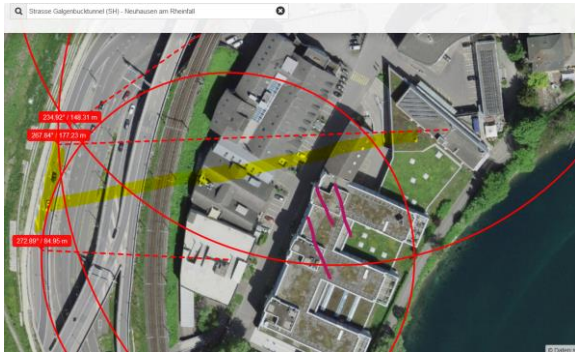 Strasse Galgenbucktunnel (SH) - Neuhausen am Rheinfall
234.92° / 148.31 m
267.84° / 177.23 m
272.89° / 84.95 m